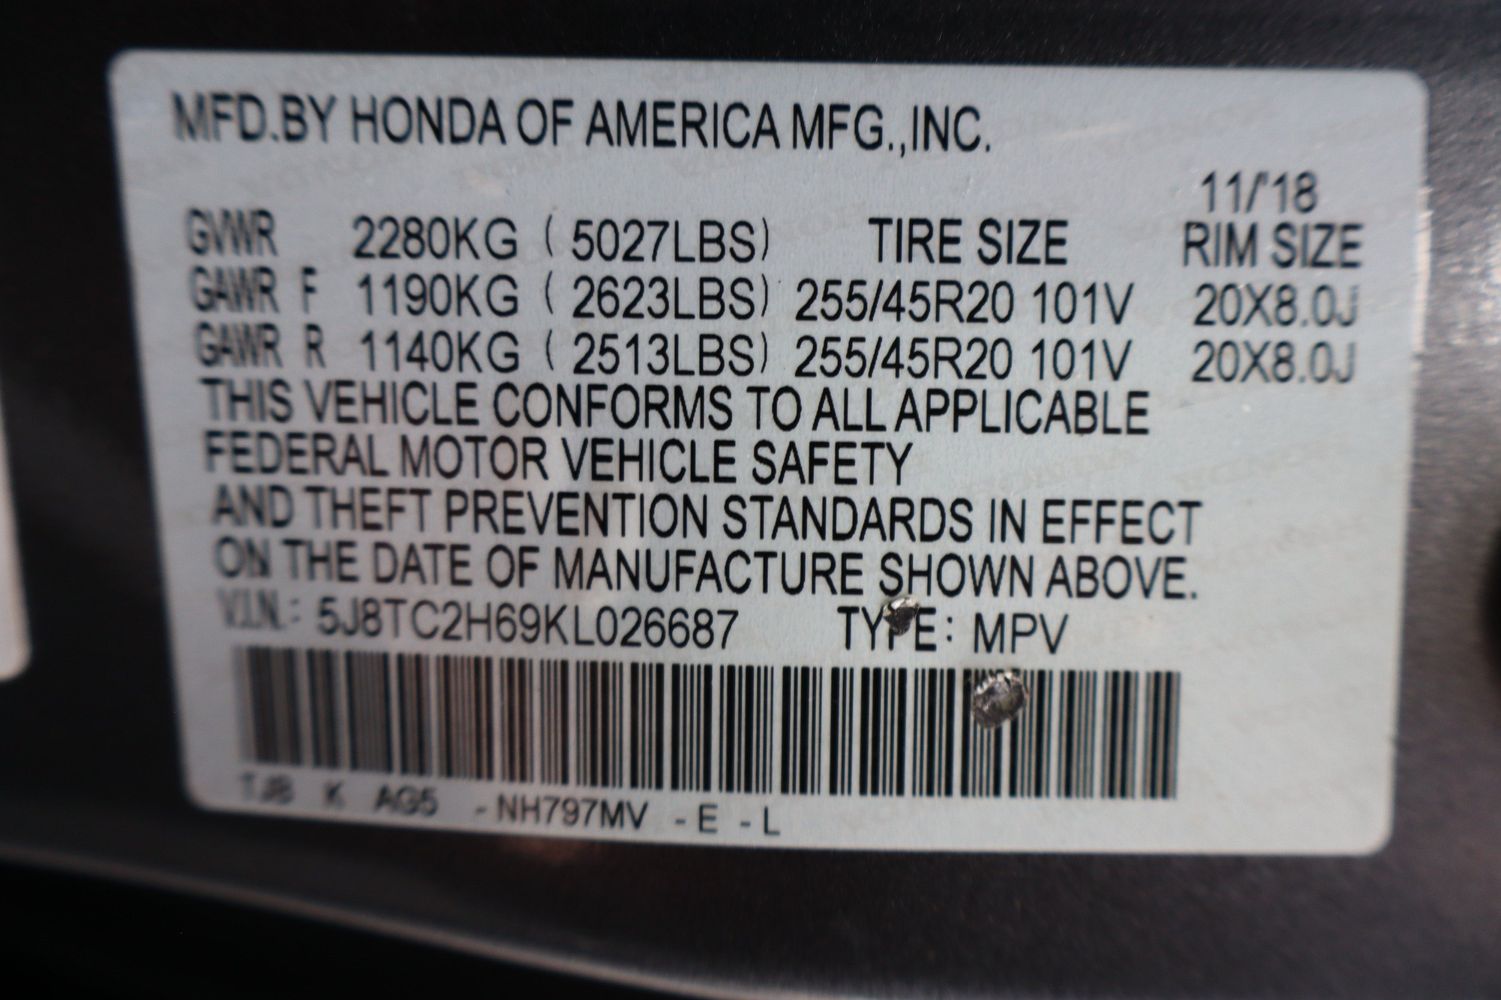 MFD.BY HONDA OF AMERICA MFG.,INC.
11/'18
GVWR 2280KG ( 5027LBS) TIRE SIZE RIM SIZE
GAWR F 1190KG ( 2623LBS) 255/45R20 101V 20X8.0J
GAWR R 1140KG ( 2513LBS) 255/45R20 101V 20X8.0J
THIS VEHICLE CONFORMS TO ALL APPLICABLE
FEDERAL MOTOR VEHICLE SAFETY
AND THEFT PREVENTION STANDARDS IN EFFECT
ON THE DATE OF MANUFACTURE SHOWN ABOVE.
V.I.N.: 5J8TC2H69KL026687 TYPE: MPV
TJB K AG5 -NH797MV -E -L